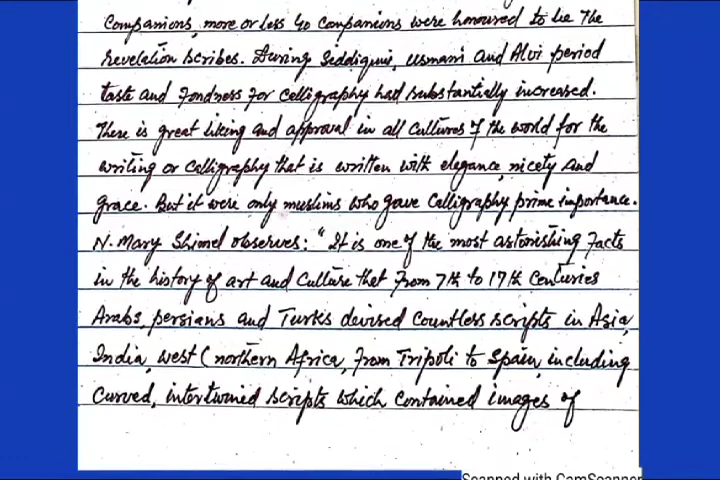 Companions, more or less 40 companions were honoured to be The
revelation scribes. During Siddiquie, usmani and Alvi period
taste and Fondness For calligraphy had substantially increased.
There is great liking and approval in all cultures of the world for the
writing or calligraphy that is written with elegance, nicety and
grace. But it were only muslims who gave calligraphy prime importance.
N. Mary Shimel observes: "It is one of the most astonishing Facts
in the history of art and culture that From 7th to 17th Centuries
Arabs, persians and Turkis devised Countless scripts in Asia,
India, west (northern Africa, From Tripoli to Spain, including
Curved, intertwined scripts which contained images of
Scanned with CamScanner